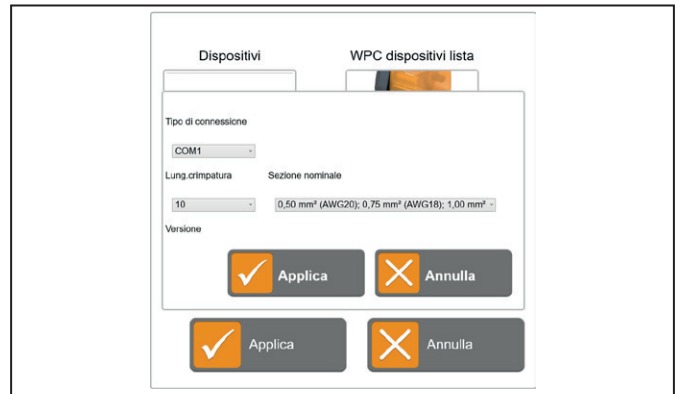 Dispositivi WPC dispositivi lista
Tipo di connessione
COM1
Lung.crimpatura Sezione nominale
10 0,50 mm² (AWG20); 0,75 mm² (AWG18); 1,00 mm²
Versione
Applica Annulla
Applica Annulla